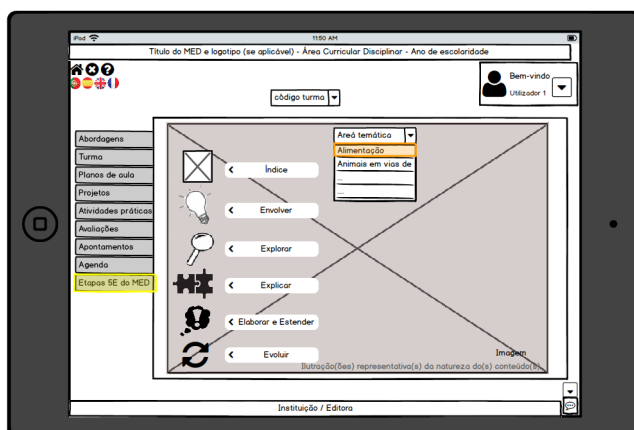 iPad
11:50 AM
Título do MED e logotipo (se aplicável) - Área Curricular Disciplinar - Ano de escolaridade
Bem-vindo
Utilizador 1
código turma
Abordagens
Turma
Planos de aula
Projetos
Atividades práticas
Avaliações
Apontamentos
Agenda
Etapas 5E do MED
Areá temática
Alimentação
Animais em vias de
...
...
Índice
Envolver
Explorar
Explicar
Elaborar e Estender
Evoluir
Imagem
Ilutração(ões) representativa(s) da natureza do(s) conteúdo(s)
Instituição / Editora